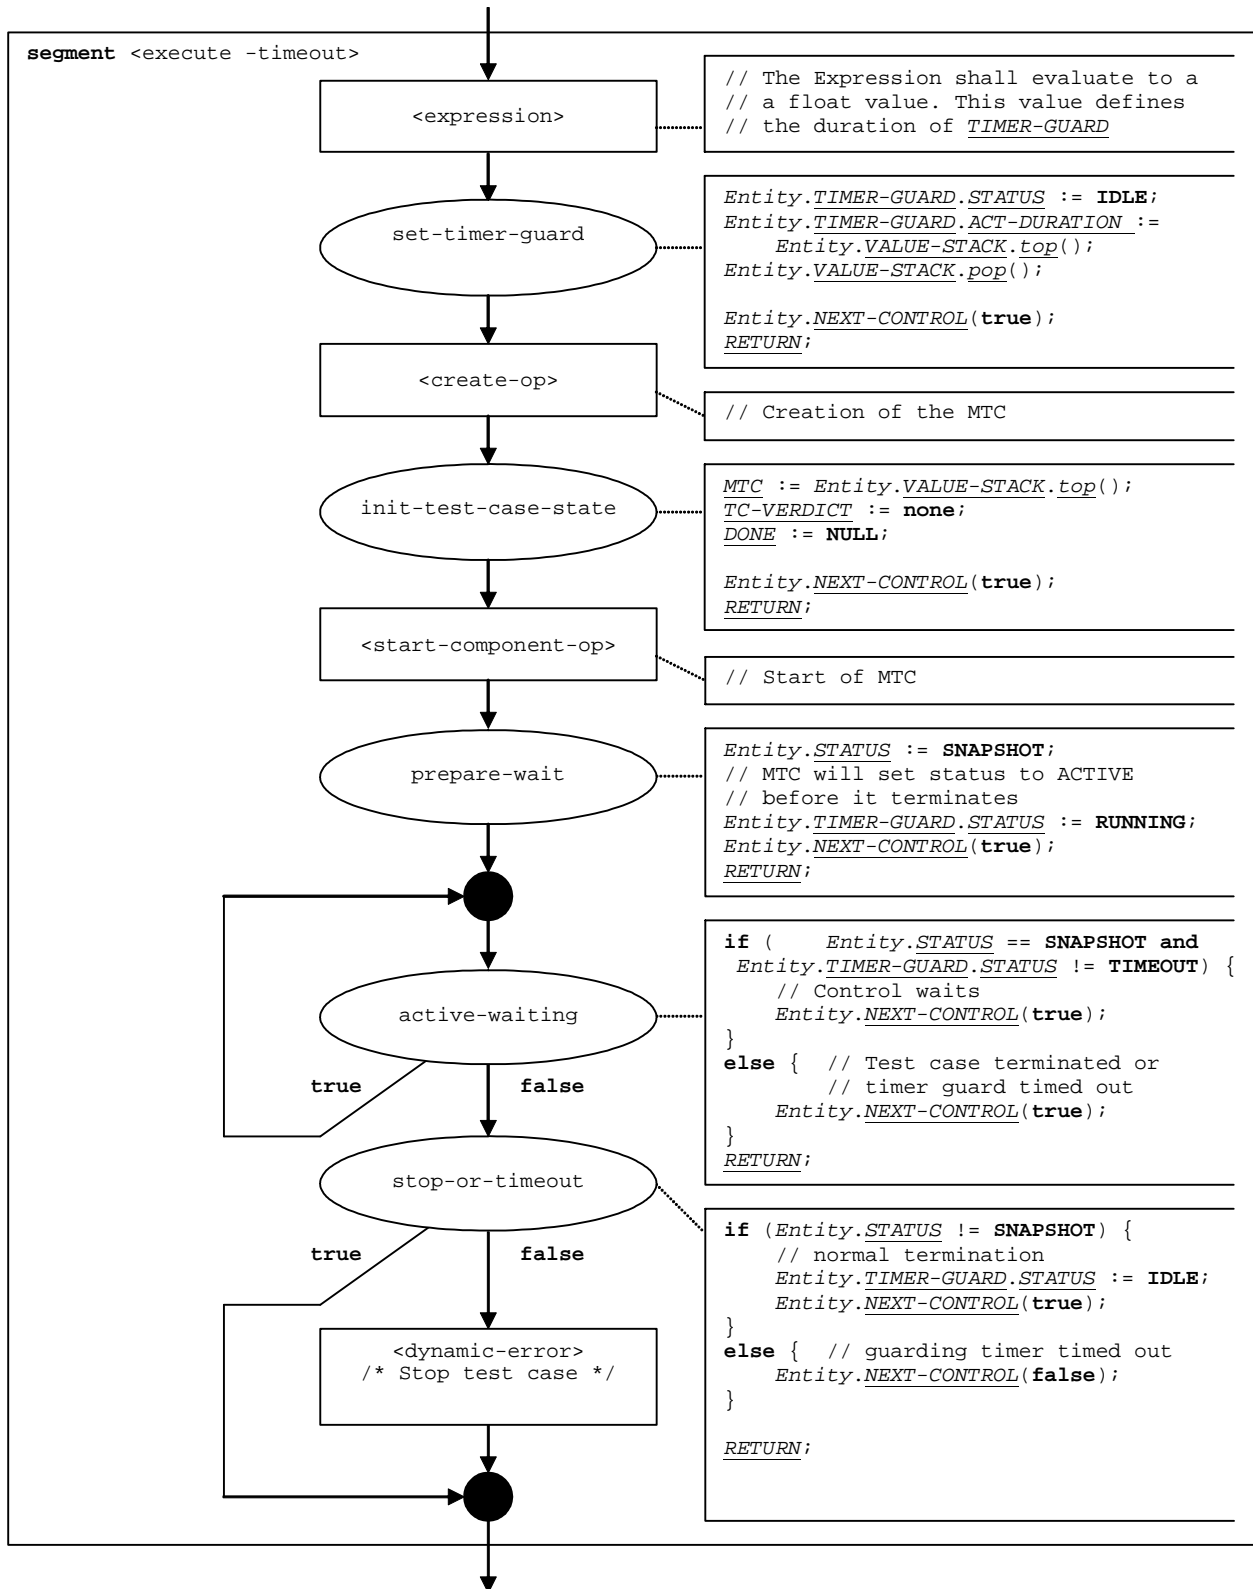 segment <execute -timeout>
<expression>
// The Expression shall evaluate to a
// a float value. This value defines
// the duration of TIMER-GUARD
set-timer-guard
Entity.TIMER-GUARD.STATUS := IDLE;
Entity.TIMER-GUARD.ACT-DURATION :=
Entity.VALUE-STACK.top();
Entity.VALUE-STACK.pop();
Entity.NEXT-CONTROL(true);
RETURN;
<create-op>
// Creation of the MTC
init-test-case-state
MTC := Entity.VALUE-STACK.top();
TC-VERDICT := none;
DONE := NULL;
Entity.NEXT-CONTROL(true);
RETURN;
<start-component-op>
// Start of MTC
prepare-wait
Entity.STATUS := SNAPSHOT;
// MTC will set status to ACTIVE
// before it terminates
Entity.TIMER-GUARD.STATUS := RUNNING;
Entity.NEXT-CONTROL(true);
RETURN;
active-waiting
true
false
if ( Entity.STATUS == SNAPSHOT and
Entity.TIMER-GUARD.STATUS != TIMEOUT) {
// Control waits
Entity.NEXT-CONTROL(true);
}
else { // Test case terminated or
// timer guard timed out
Entity.NEXT-CONTROL(true);
}
RETURN;
stop-or-timeout
true
false
if (Entity.STATUS != SNAPSHOT) {
// normal termination
Entity.TIMER-GUARD.STATUS := IDLE;
Entity.NEXT-CONTROL(true);
}
else { // guarding timer timed out
Entity.NEXT-CONTROL(false);
}
RETURN;
<dynamic-error>
/* Stop test case */